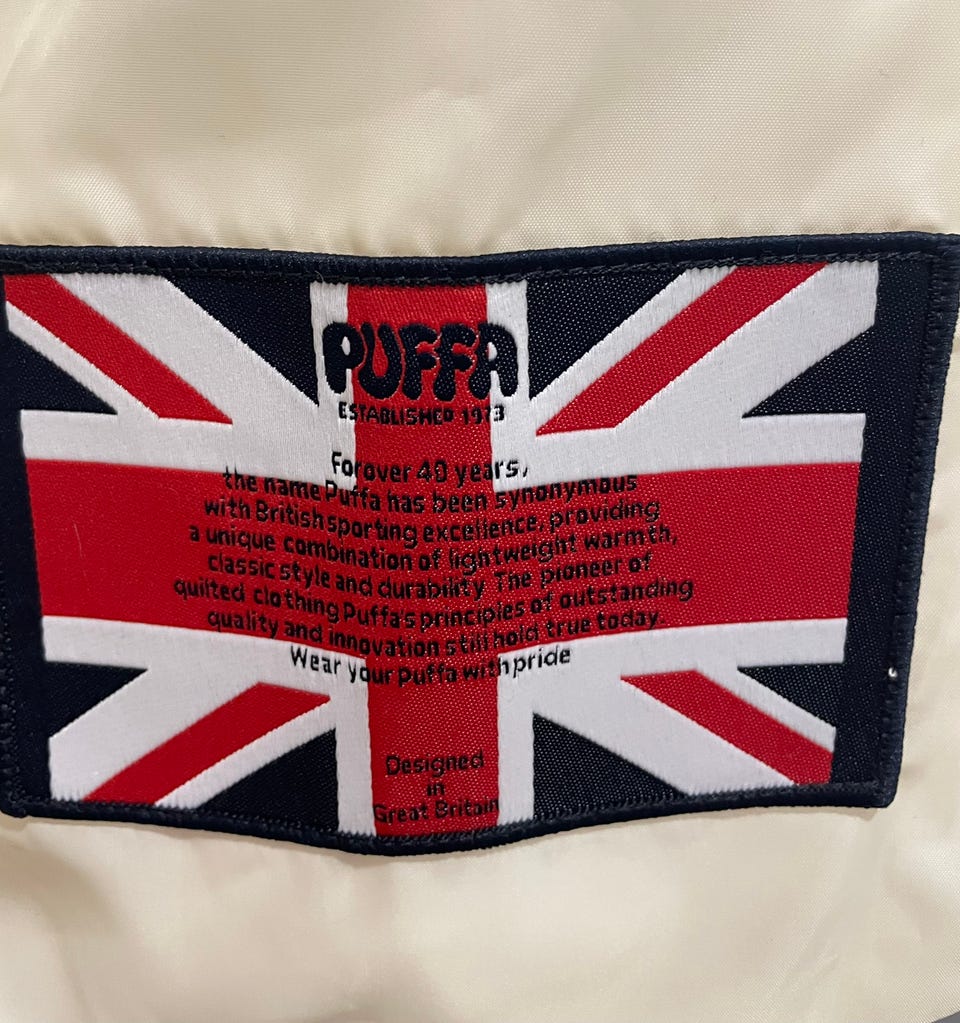 PUFFA
ESTABLISHED 1973
For over 40 years,
the name Puffa has been synonymous
with British sporting excellence, providing
a unique combination of lightweight warmth,
classic style and durability. The pioneer of
quilted clothing Puffa's principles of outstanding
quality and innovation still hold true today.
Wear your Puffa with pride
Designed
in
Great Britain